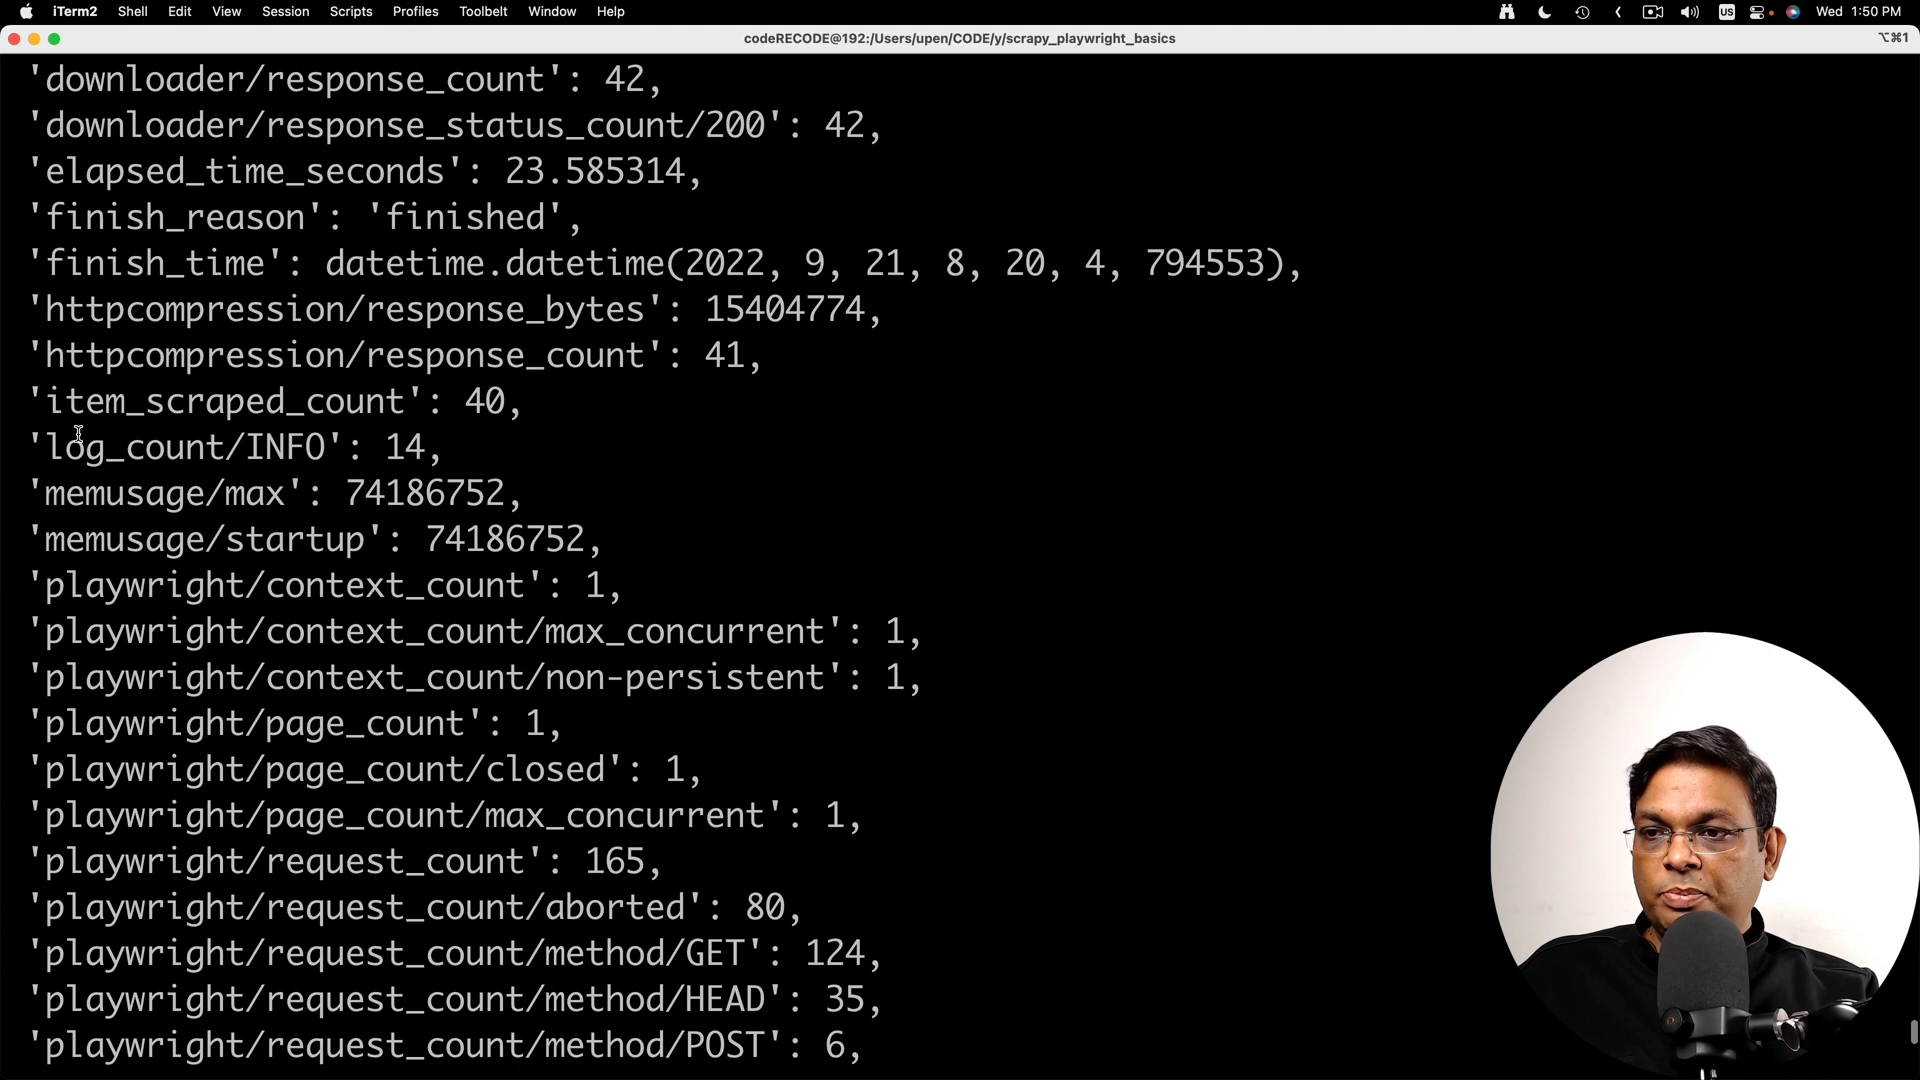 iTerm2 Shell Edit View Session Scripts Profiles Toolbelt Window Help US Wed 1:50 PM
codeRECODE@192:/Users/upen/CODE/y/scrapy_playwright_basics ⌥⌘1
'downloader/response_count': 42,
'downloader/response_status_count/200': 42,
'elapsed_time_seconds': 23.585314,
'finish_reason': 'finished',
'finish_time': datetime.datetime(2022, 9, 21, 8, 20, 4, 794553),
'httpcompression/response_bytes': 15404774,
'httpcompression/response_count': 41,
'item_scraped_count': 40,
'log_count/INFO': 14,
'memusage/max': 74186752,
'memusage/startup': 74186752,
'playwright/context_count': 1,
'playwright/context_count/max_concurrent': 1,
'playwright/context_count/non-persistent': 1,
'playwright/page_count': 1,
'playwright/page_count/closed': 1,
'playwright/page_count/max_concurrent': 1,
'playwright/request_count': 165,
'playwright/request_count/aborted': 80,
'playwright/request_count/method/GET': 124,
'playwright/request_count/method/HEAD': 35,
'playwright/request_count/method/POST': 6,